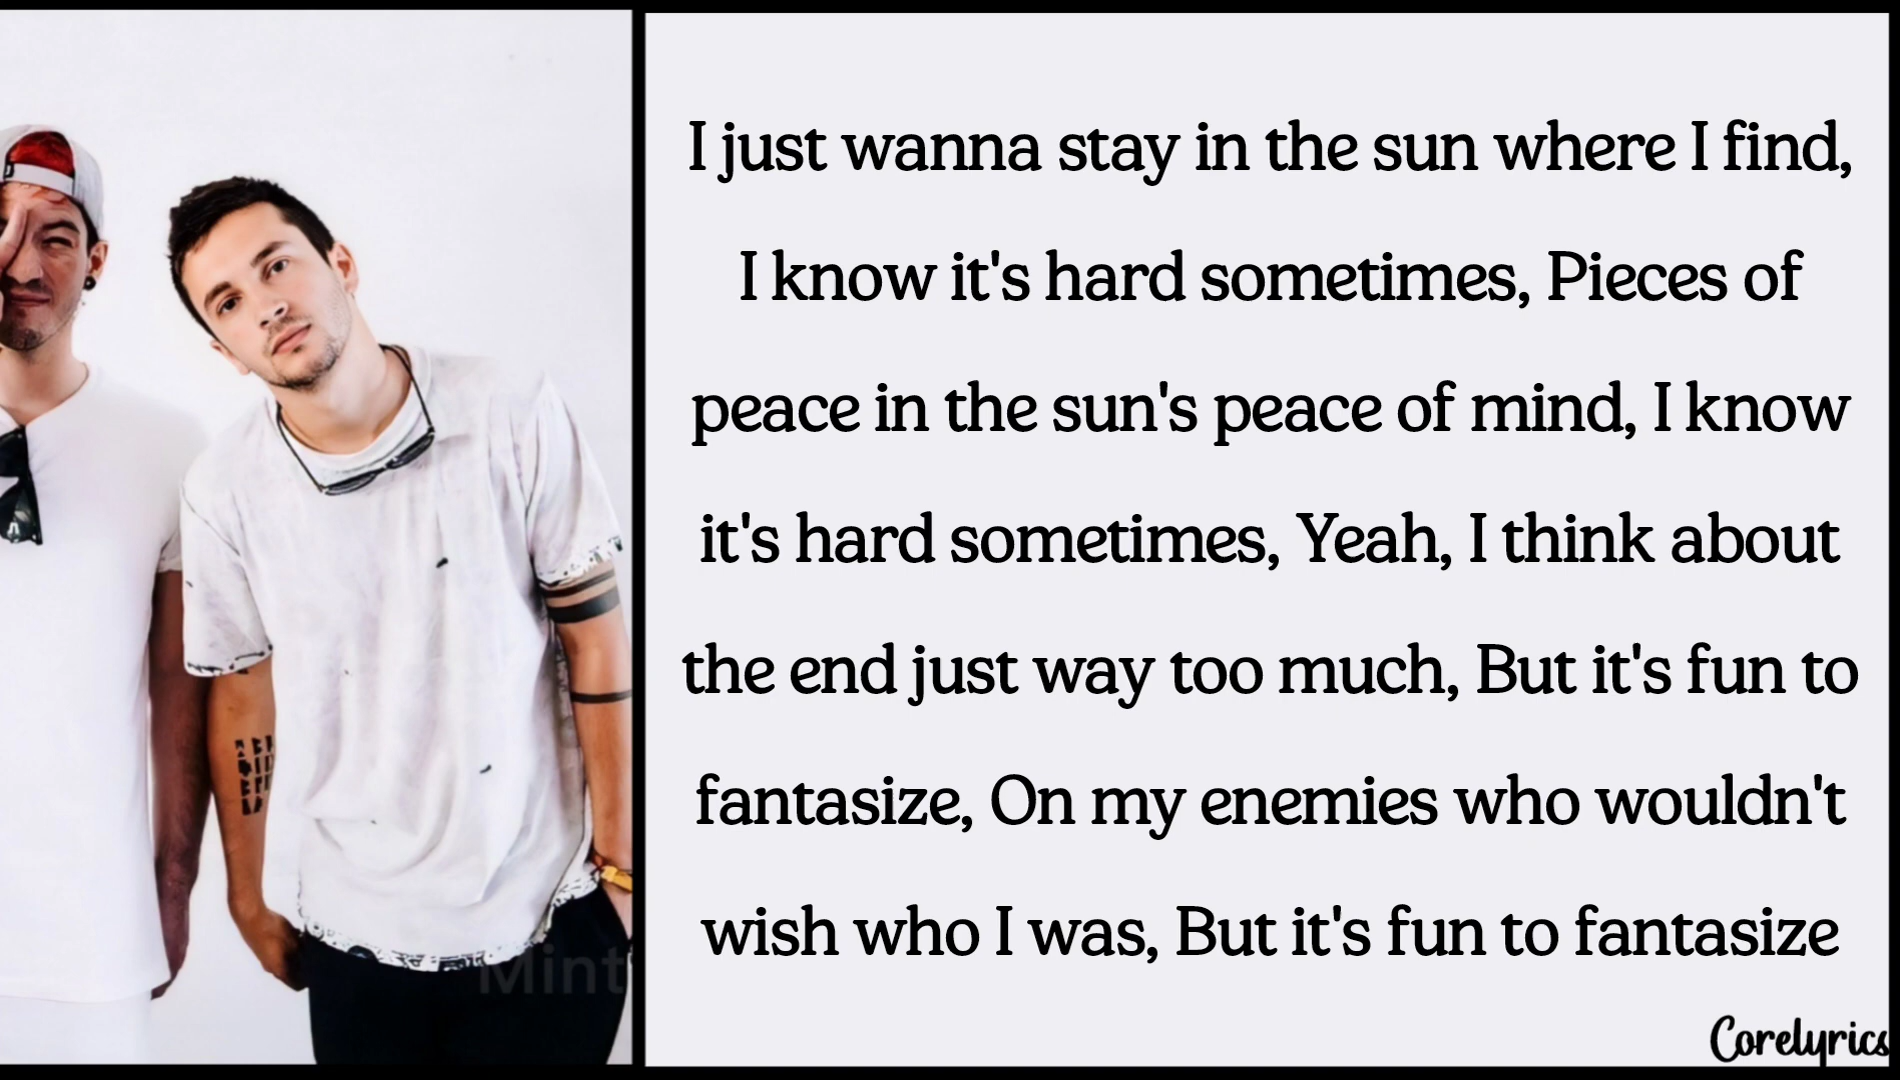 I just wanna stay in the sun where I find,
I know it's hard sometimes, Pieces of
peace in the sun's peace of mind, I know
it's hard sometimes, Yeah, I think about
the end just way too much, But it's fun to
fantasize, On my enemies who wouldn't
wish who I was, But it's fun to fantasize
Mint
Corelyrics